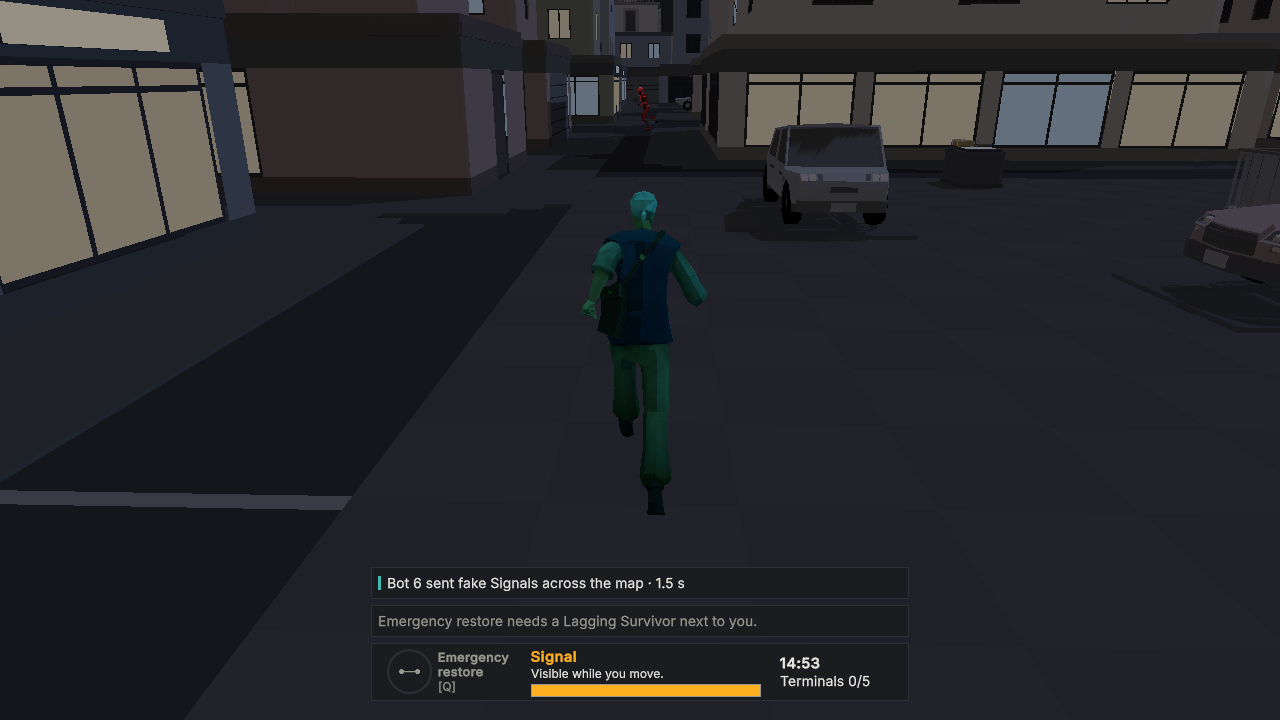 Bot 6 sent fake Signals across the map · 1.5 s
Emergency restore needs a Lagging Survivor next to you.
Emergency
restore
[Q]
Signal
Visible while you move.
14:53
Terminals 0/5